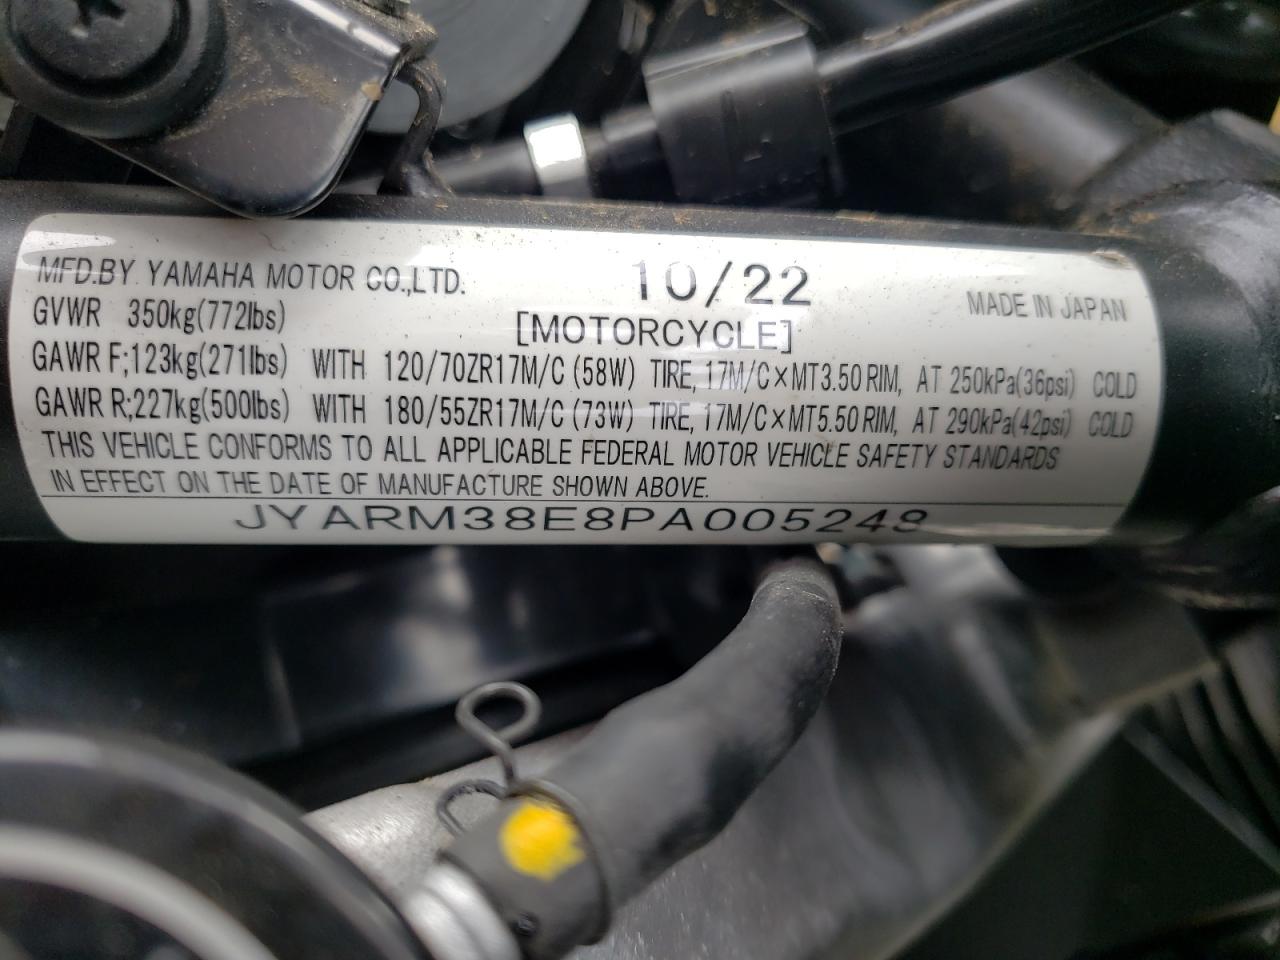 MFD.BY YAMAHA MOTOR CO.,LTD. 10/22 MADE IN JAPAN
GVWR 350kg(772lbs) [MOTORCYCLE]
GAWR F;123kg(271lbs) WITH 120/70ZR17M/C (58W) TIRE, 17M/C×MT3.50 RIM, AT 250kPa(36psi) COLD
GAWR R;227kg(500lbs) WITH 180/55ZR17M/C (73W) TIRE, 17M/C×MT5.50 RIM, AT 290kPa(42psi) COLD
THIS VEHICLE CONFORMS TO ALL APPLICABLE FEDERAL MOTOR VEHICLE SAFETY STANDARDS
IN EFFECT ON THE DATE OF MANUFACTURE SHOWN ABOVE.
JYARM38E8PA005248